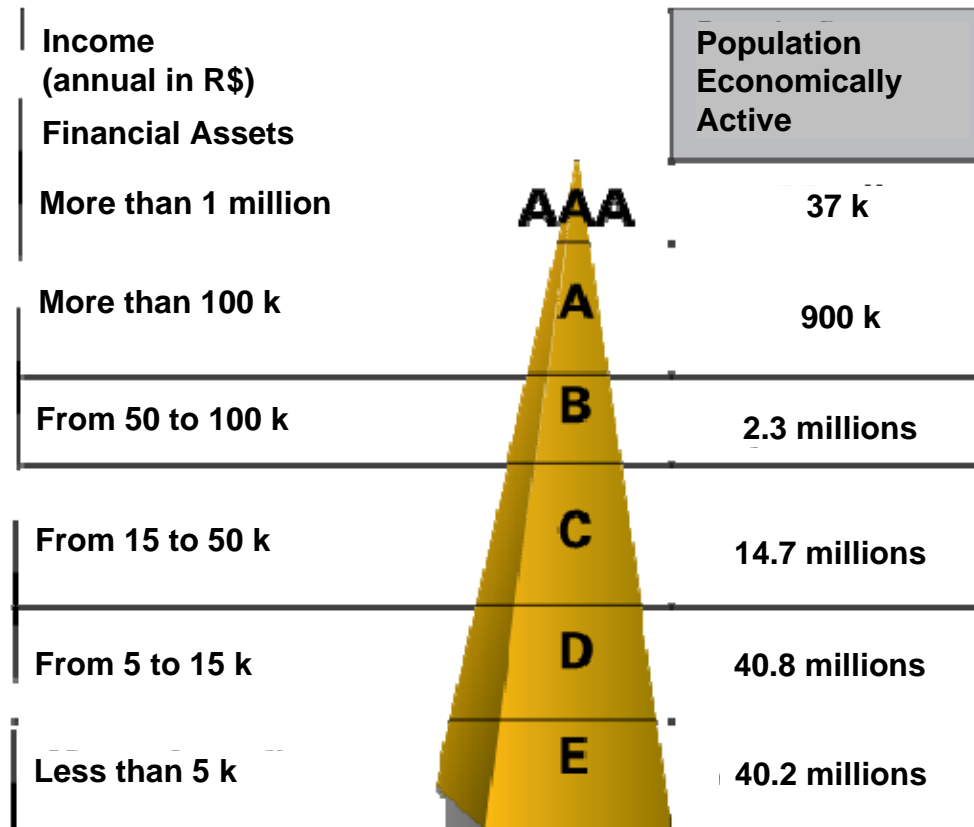 Income
(annual in R$)
Financial Assets
Population
Economically
Active
More than 1 million
AAA
37 k
More than 100 k
A
900 k
From 50 to 100 k
B
2.3 millions
From 15 to 50 k
C
14.7 millions
From 5 to 15 k
D
40.8 millions
Less than 5 k
E
40.2 millions